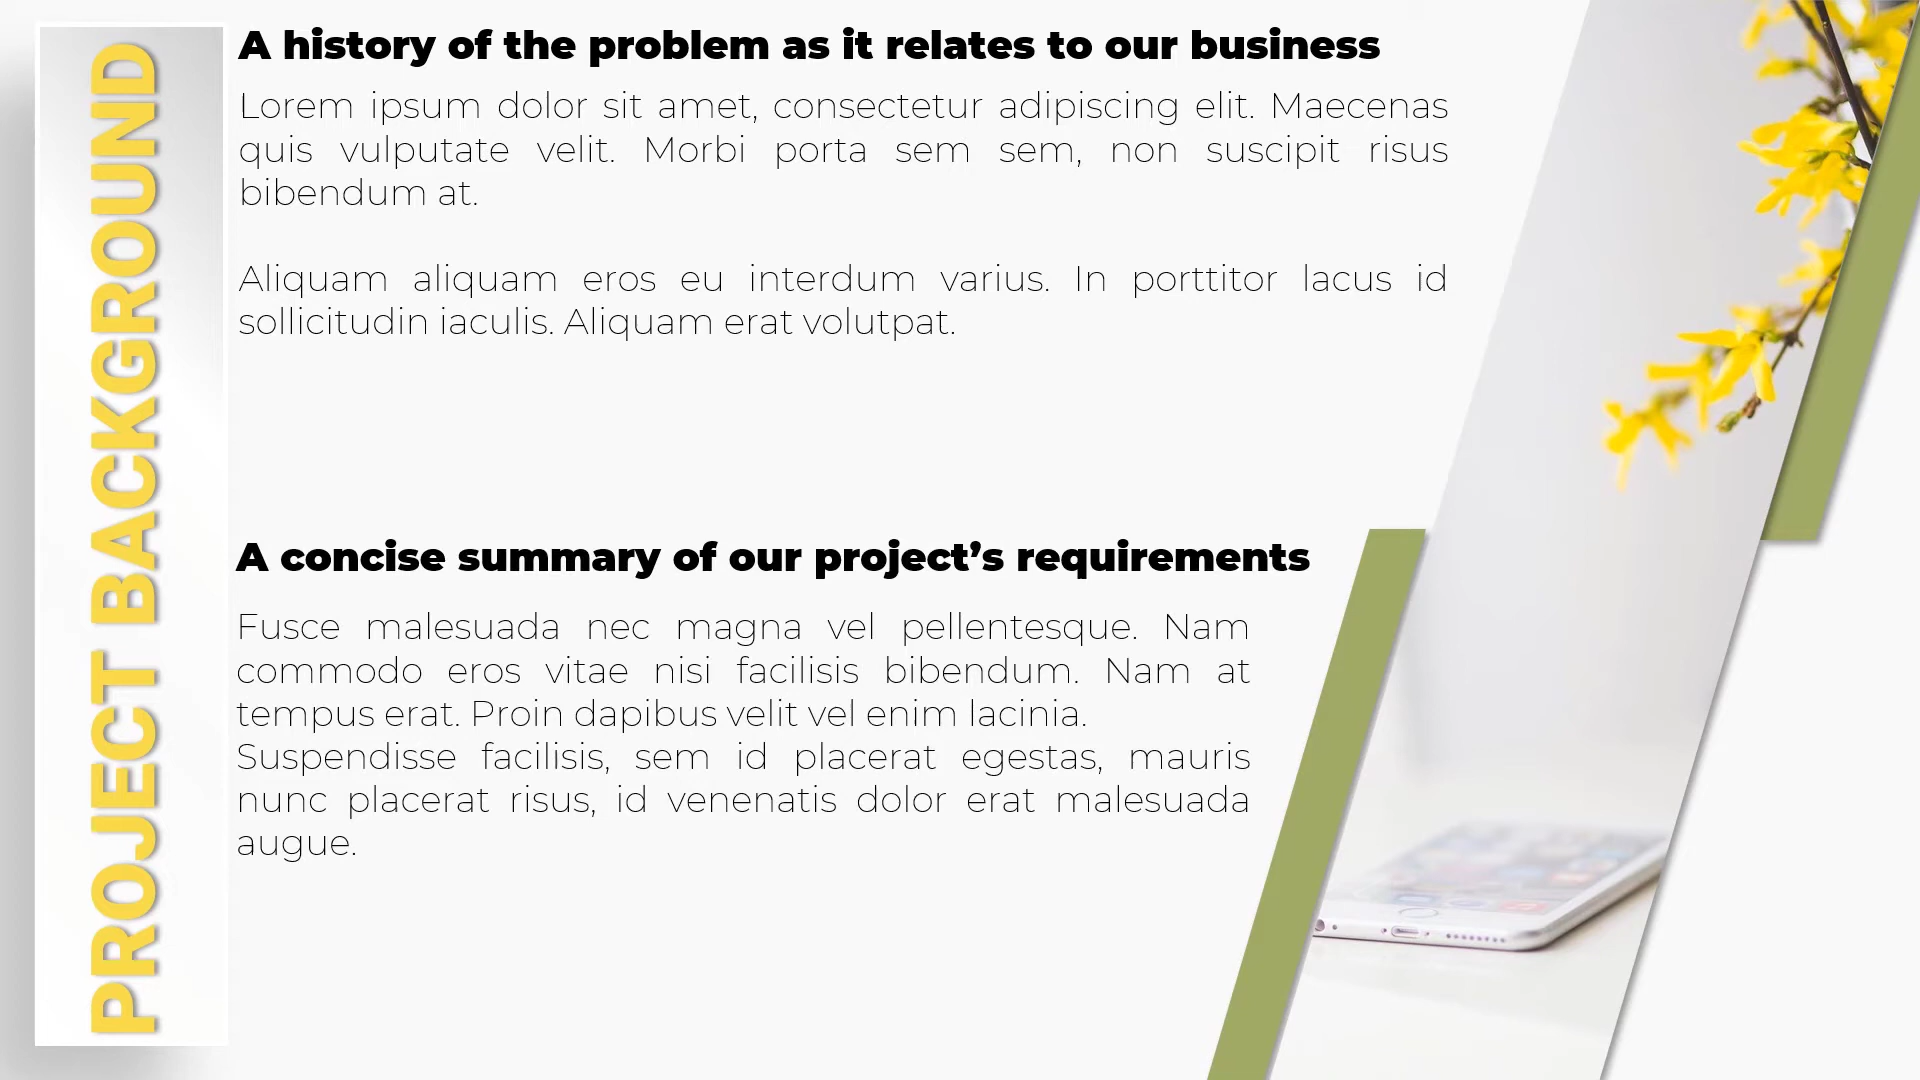 PROJECT BACKGROUND
A history of the problem as it relates to our business
Lorem ipsum dolor sit amet, consectetur adipiscing elit. Maecenas
quis vulputate velit. Morbi porta sem sem, non suscipit risus
bibendum at.
Aliquam aliquam eros eu interdum varius. In porttitor lacus id
sollicitudin iaculis. Aliquam erat volutpat.
A concise summary of our project’s requirements
Fusce malesuada nec magna vel pellentesque. Nam
commodo eros vitae nisi facilisis bibendum. Nam at
tempus erat. Proin dapibus velit vel enim lacinia.
Suspendisse facilisis, sem id placerat egestas, mauris
nunc placerat risus, id venenatis dolor erat malesuada
augue.